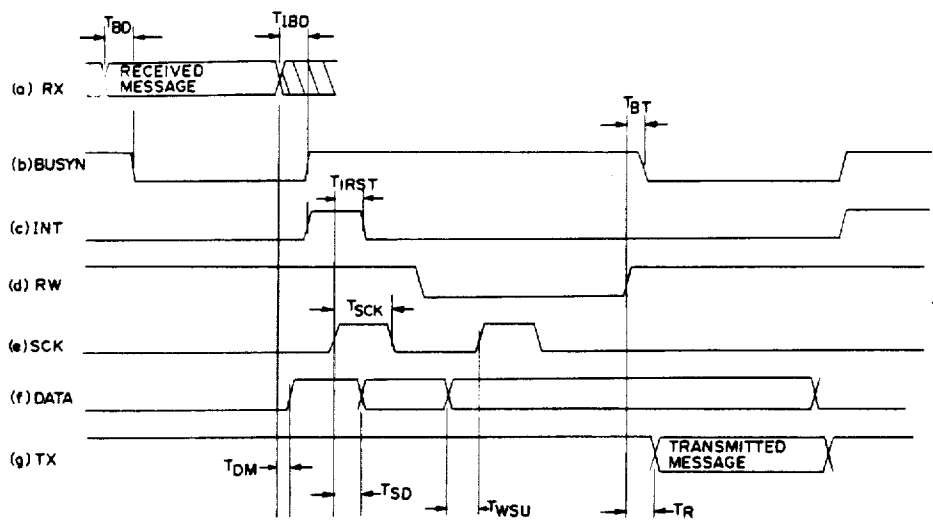 TBD
TIBD
(a) RX
RECEIVED
MESSAGE
TBT
(b) BUSYN
TIRST
(c) INT
(d) RW
TSCK
(e) SCK
(f) DATA
(g) TX
TRANSMITTED
MESSAGE
TDM
TSD
TWSU
TR